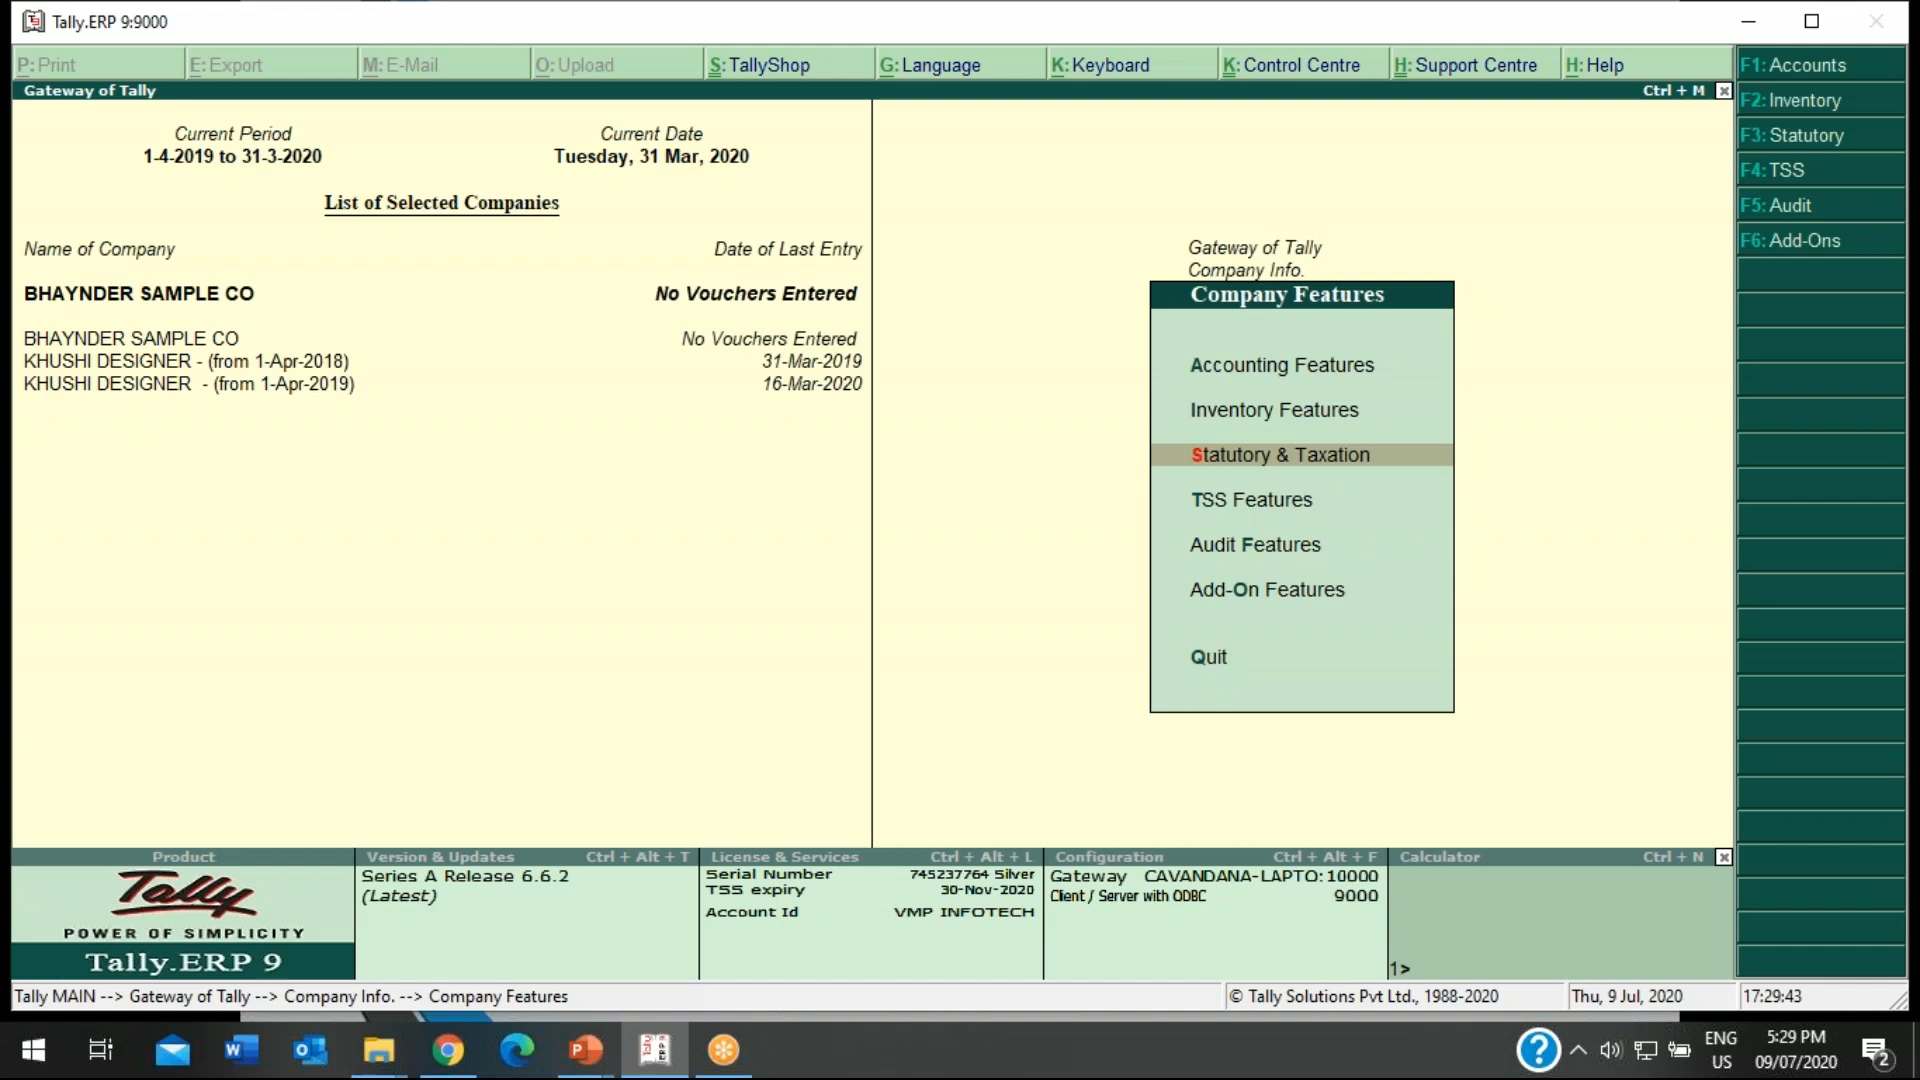 Tally.ERP 9:9000
P: Print
E: Export
M: E-Mail
O: Upload
S: TallyShop
G: Language
K: Keyboard
K: Control Centre
H: Support Centre
H: Help
F1: Accounts
F2: Inventory
F3: Statutory
F4: TSS
F5: Audit
F6: Add-Ons
Gateway of Tally
Ctrl + M
Current Period
1-4-2019 to 31-3-2020
Current Date
Tuesday, 31 Mar, 2020
List of Selected Companies
Name of Company Date of Last Entry
BHAYNDER SAMPLE CO No Vouchers Entered
BHAYNDER SAMPLE CO No Vouchers Entered
KHUSHI DESIGNER - (from 1-Apr-2018) 31-Mar-2019
KHUSHI DESIGNER - (from 1-Apr-2019) 16-Mar-2020
Gateway of Tally
Company Info.
Company Features
Accounting Features
Inventory Features
Statutory & Taxation
TSS Features
Audit Features
Add-On Features
Quit
Product
Tally
POWER OF SIMPLICITY
Tally.ERP 9
Version & Updates Ctrl + Alt + T
Series A Release 6.6.2
(Latest)
License & Services Ctrl + Alt + L
Serial Number 745237764 Silver
TSS expiry 30-Nov-2020
Account Id VMP INFOTECH
Configuration Ctrl + Alt + F
Gateway CAVANDANA-LAPTO:10000
Client / Server with ODBC 9000
Calculator Ctrl + N
1>
Tally MAIN --> Gateway of Tally --> Company Info. --> Company Features
© Tally Solutions Pvt Ltd., 1988-2020
Thu, 9 Jul, 2020
17:29:43
ENG
US
5:29 PM
09/07/2020
2